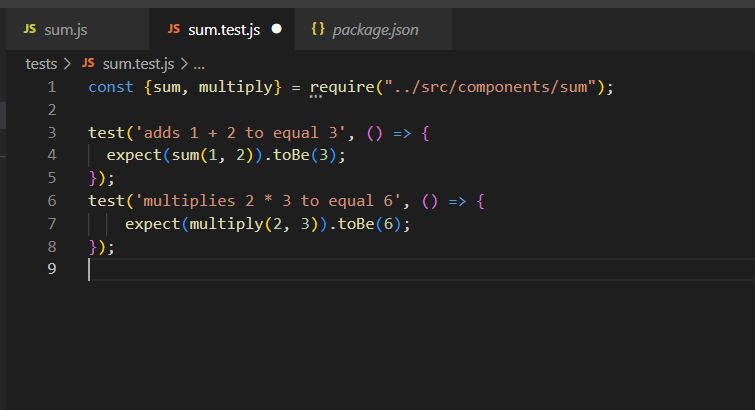 JS sum.js
JS sum.test.js
{} package.json
tests > JS sum.test.js > ...
1 const {sum, multiply} = require("../src/components/sum");
2
3 test('adds 1 + 2 to equal 3', () => {
4 expect(sum(1, 2)).toBe(3);
5 });
6 test('multiplies 2 * 3 to equal 6', () => {
7 expect(multiply(2, 3)).toBe(6);
8 });
9